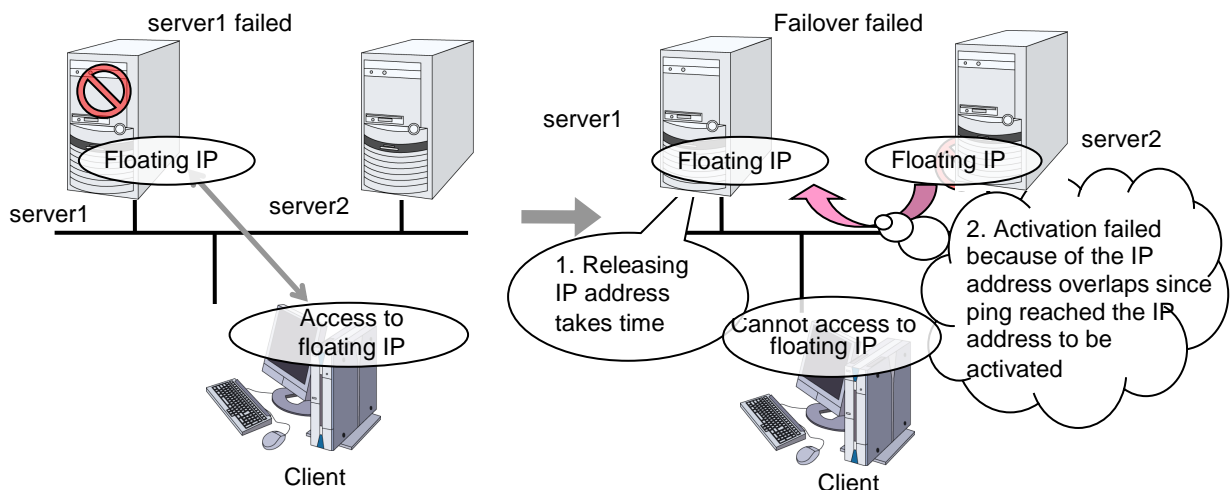 server1 failed
Floating IP
server1
server2
Access to
floating IP
Client
Failover failed
server1
Floating IP
Floating IP
server2
1. Releasing
IP address
takes time
2. Activation failed
because of the IP
address overlaps since
ping reached the IP
address to be
activated
Cannot access to
floating IP
Client